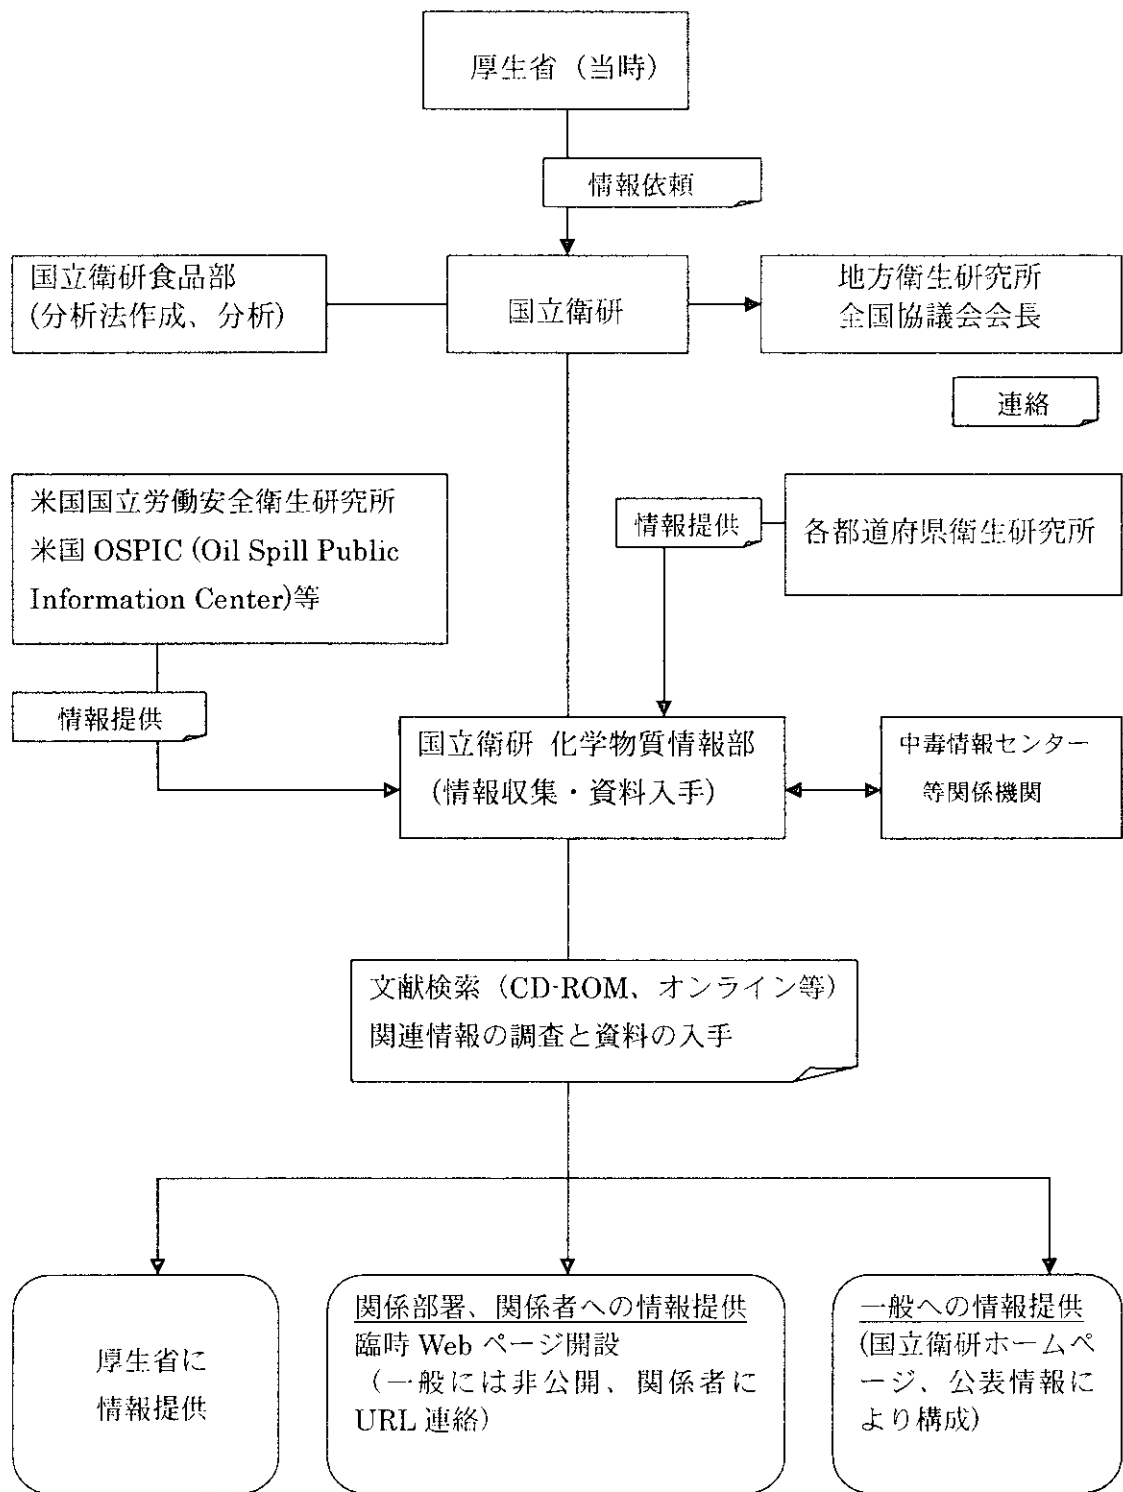 厚生省（当時）
情報依頼
国立衛研食品部
(分析法作成、分析)
国立衛研
地方衛生研究所
全国協議会会長
連絡
米国国立労働安全衛生研究所
米国 OSPIC (Oil Spill Public
Information Center)等
情報提供
各都道府県衛生研究所
情報提供
国立衛研 化学物質情報部
(情報収集・資料入手)
中毒情報センター
等関係機関
文献検索（CD-ROM、オンライン等）
関連情報の調査と資料の入手
厚生省に
情報提供
関係部署、関係者への情報提供
臨時 Web ページ開設
（一般には非公開、関係者に
URL 連絡）
一般への情報提供
(国立衛研ホームペ
ージ、公表情報に
より構成)